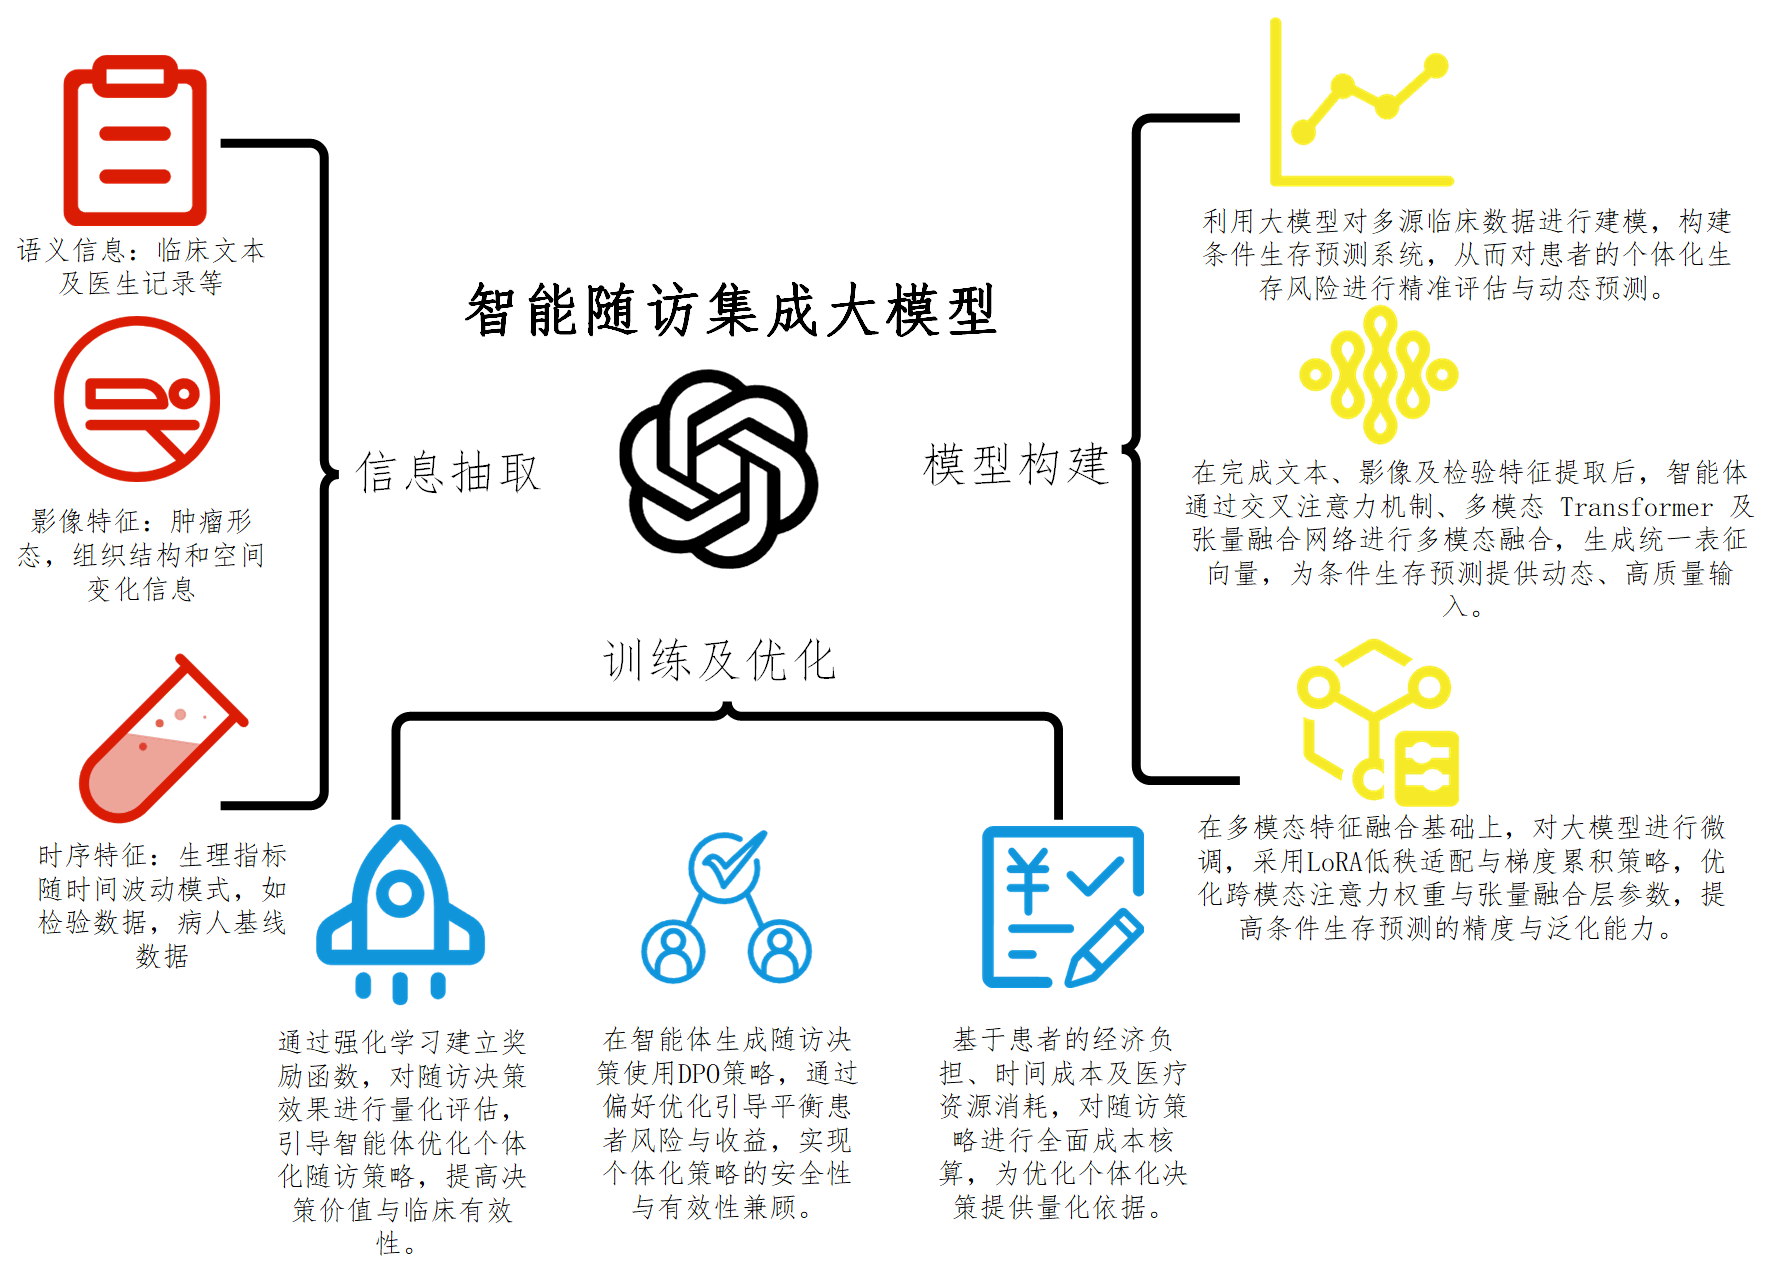 智能随访集成大模型
信息抽取
语义信息：临床文本
及医生记录等
影像特征：肿瘤形
态，组织结构和空间
变化信息
时序特征：生理指标
随时间波动模式，如
检验数据，病人基线
数据
模型构建
利用大模型对多源临床数据进行建模，构建
条件生存预测系统，从而对患者的个体化生
存风险进行精准评估与动态预测。
在完成文本、影像及检验特征提取后，智能体
通过交叉注意力机制、多模态 Transformer 及
张量融合网络进行多模态融合，生成统一表征
向量，为条件生存预测提供动态、高质量输
入。
在多模态特征融合基础上，对大模型进行微
调，采用LoRA低秩适配与梯度累积策略，优
化跨模态注意力权重与张量融合层参数，提
高条件生存预测的精度与泛化能力。
训练及优化
通过强化学习建立奖
励函数，对随访决策
效果进行量化评估，
引导智能体优化个体
化随访策略，提高决
策价值与临床有效
性。
在智能体生成随访决
策使用DPO策略，通过
偏好优化引导平衡患
者风险与收益，实现
个体化策略的安全性
与有效性兼顾。
¥
基于患者的经济负
担、时间成本及医疗
资源消耗，对随访策
略进行全面成本核
算，为优化个体化决
策提供量化依据。